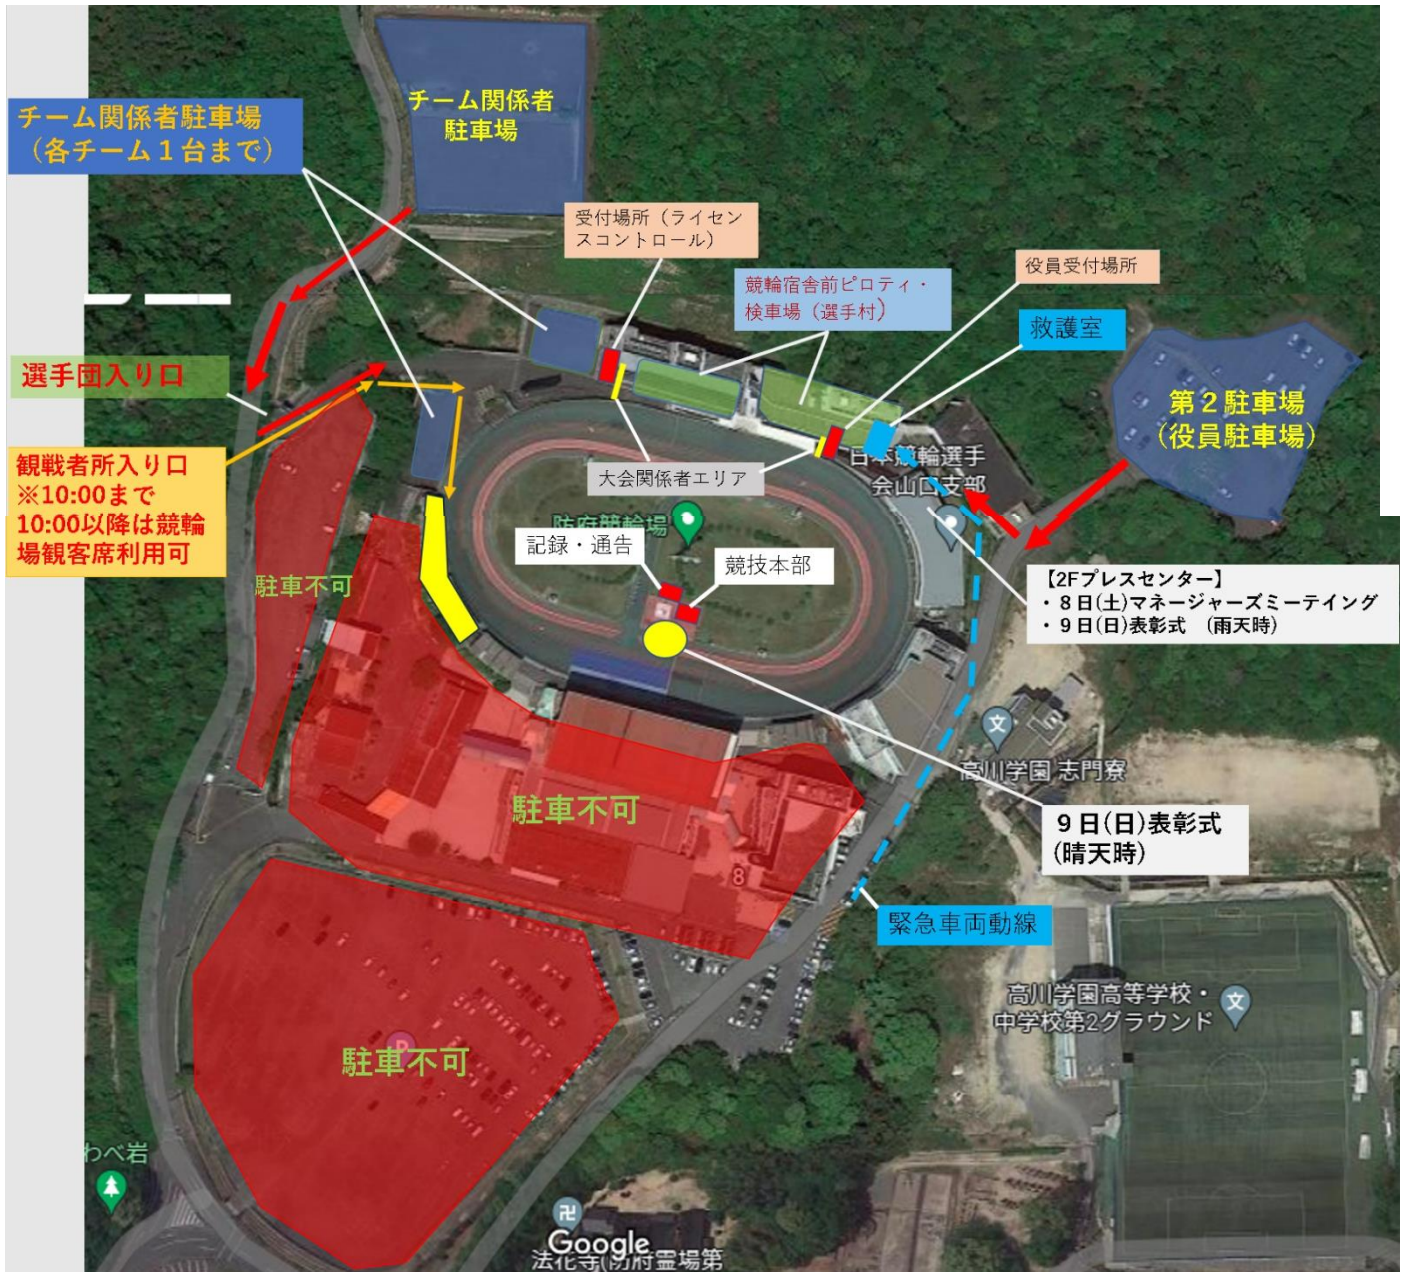 チーム関係者
駐車場
チーム関係者駐車場
（各チーム１台まで）
受付場所（ライセン
スコントロール）
競輪宿舎前ピロティ・
検車場（選手村）
役員受付場所
救護室
選手団入り口
第２駐車場
（役員駐車場）
観戦者所入り口
※10:00まで
10:00以降は競輪
場観客席利用可
大会関係者エリア
日本競輪選手
会山口支部
防府競輪場
記録・通告
競技本部
駐車不可
【2Fプレスセンター】
・８日(土)マネージャーズミーテイング
・９日(日)表彰式　(雨天時)
高川学園 志門寮
駐車不可
９日(日)表彰式
(晴天時)
8
緊急車両動線
高川学園高等学校・
中学校第2グラウンド
駐車不可
P
わべ岩
Google
法花寺(防府霊場第